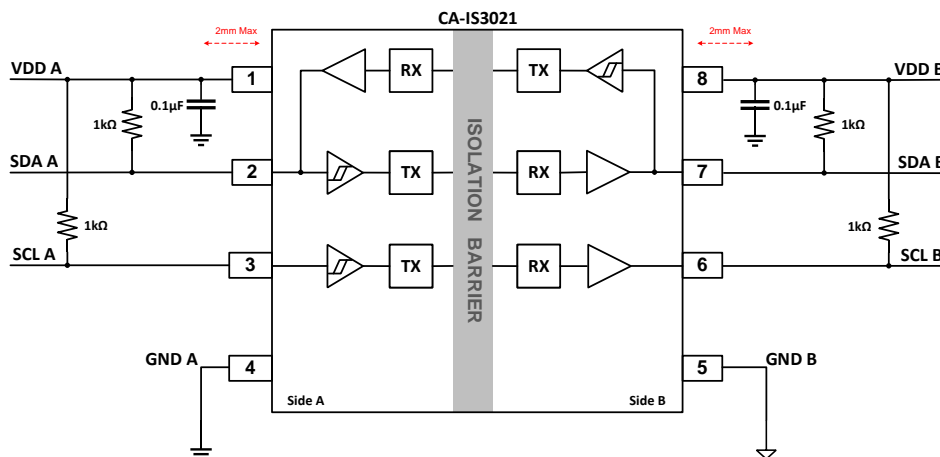 CA-IS3021
2mm Max
2mm Max
VDD A
1
RX
TX
8
VDD B
0.1µF
0.1µF
1kΩ
1kΩ
SDA A
2
TX
RX
7
SDA B
ISOLATION BARRIER
1kΩ
1kΩ
SCL A
3
TX
RX
6
SCL B
GND A
4
5
GND B
Side A
Side B